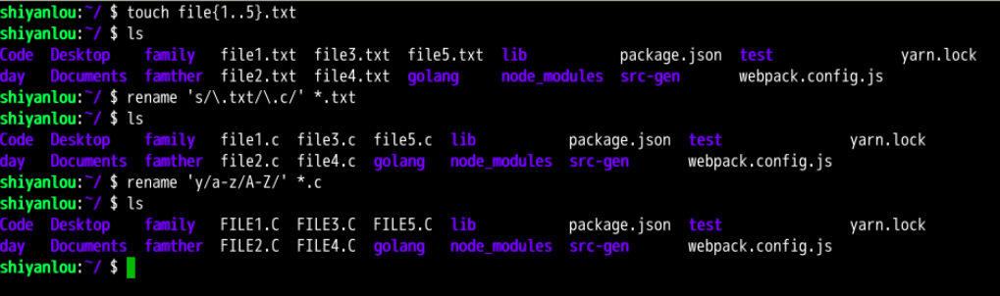 shiyanlou:~/ $ touch file{1..5}.txt
shiyanlou:~/ $ ls
Code Desktop family file1.txt file3.txt file5.txt lib package.json test yarn.lock
day Documents famther file2.txt file4.txt golang node_modules src-gen webpack.config.js
shiyanlou:~/ $ rename 's/\.txt/\.c/' *.txt
shiyanlou:~/ $ ls
Code Desktop family file1.c file3.c file5.c lib package.json test yarn.lock
day Documents famther file2.c file4.c golang node_modules src-gen webpack.config.js
shiyanlou:~/ $ rename 'y/a-z/A-Z/' *.c
shiyanlou:~/ $ ls
Code Desktop family FILE1.C FILE3.C FILE5.C lib package.json test yarn.lock
day Documents famther FILE2.C FILE4.C golang node_modules src-gen webpack.config.js
shiyanlou:~/ $